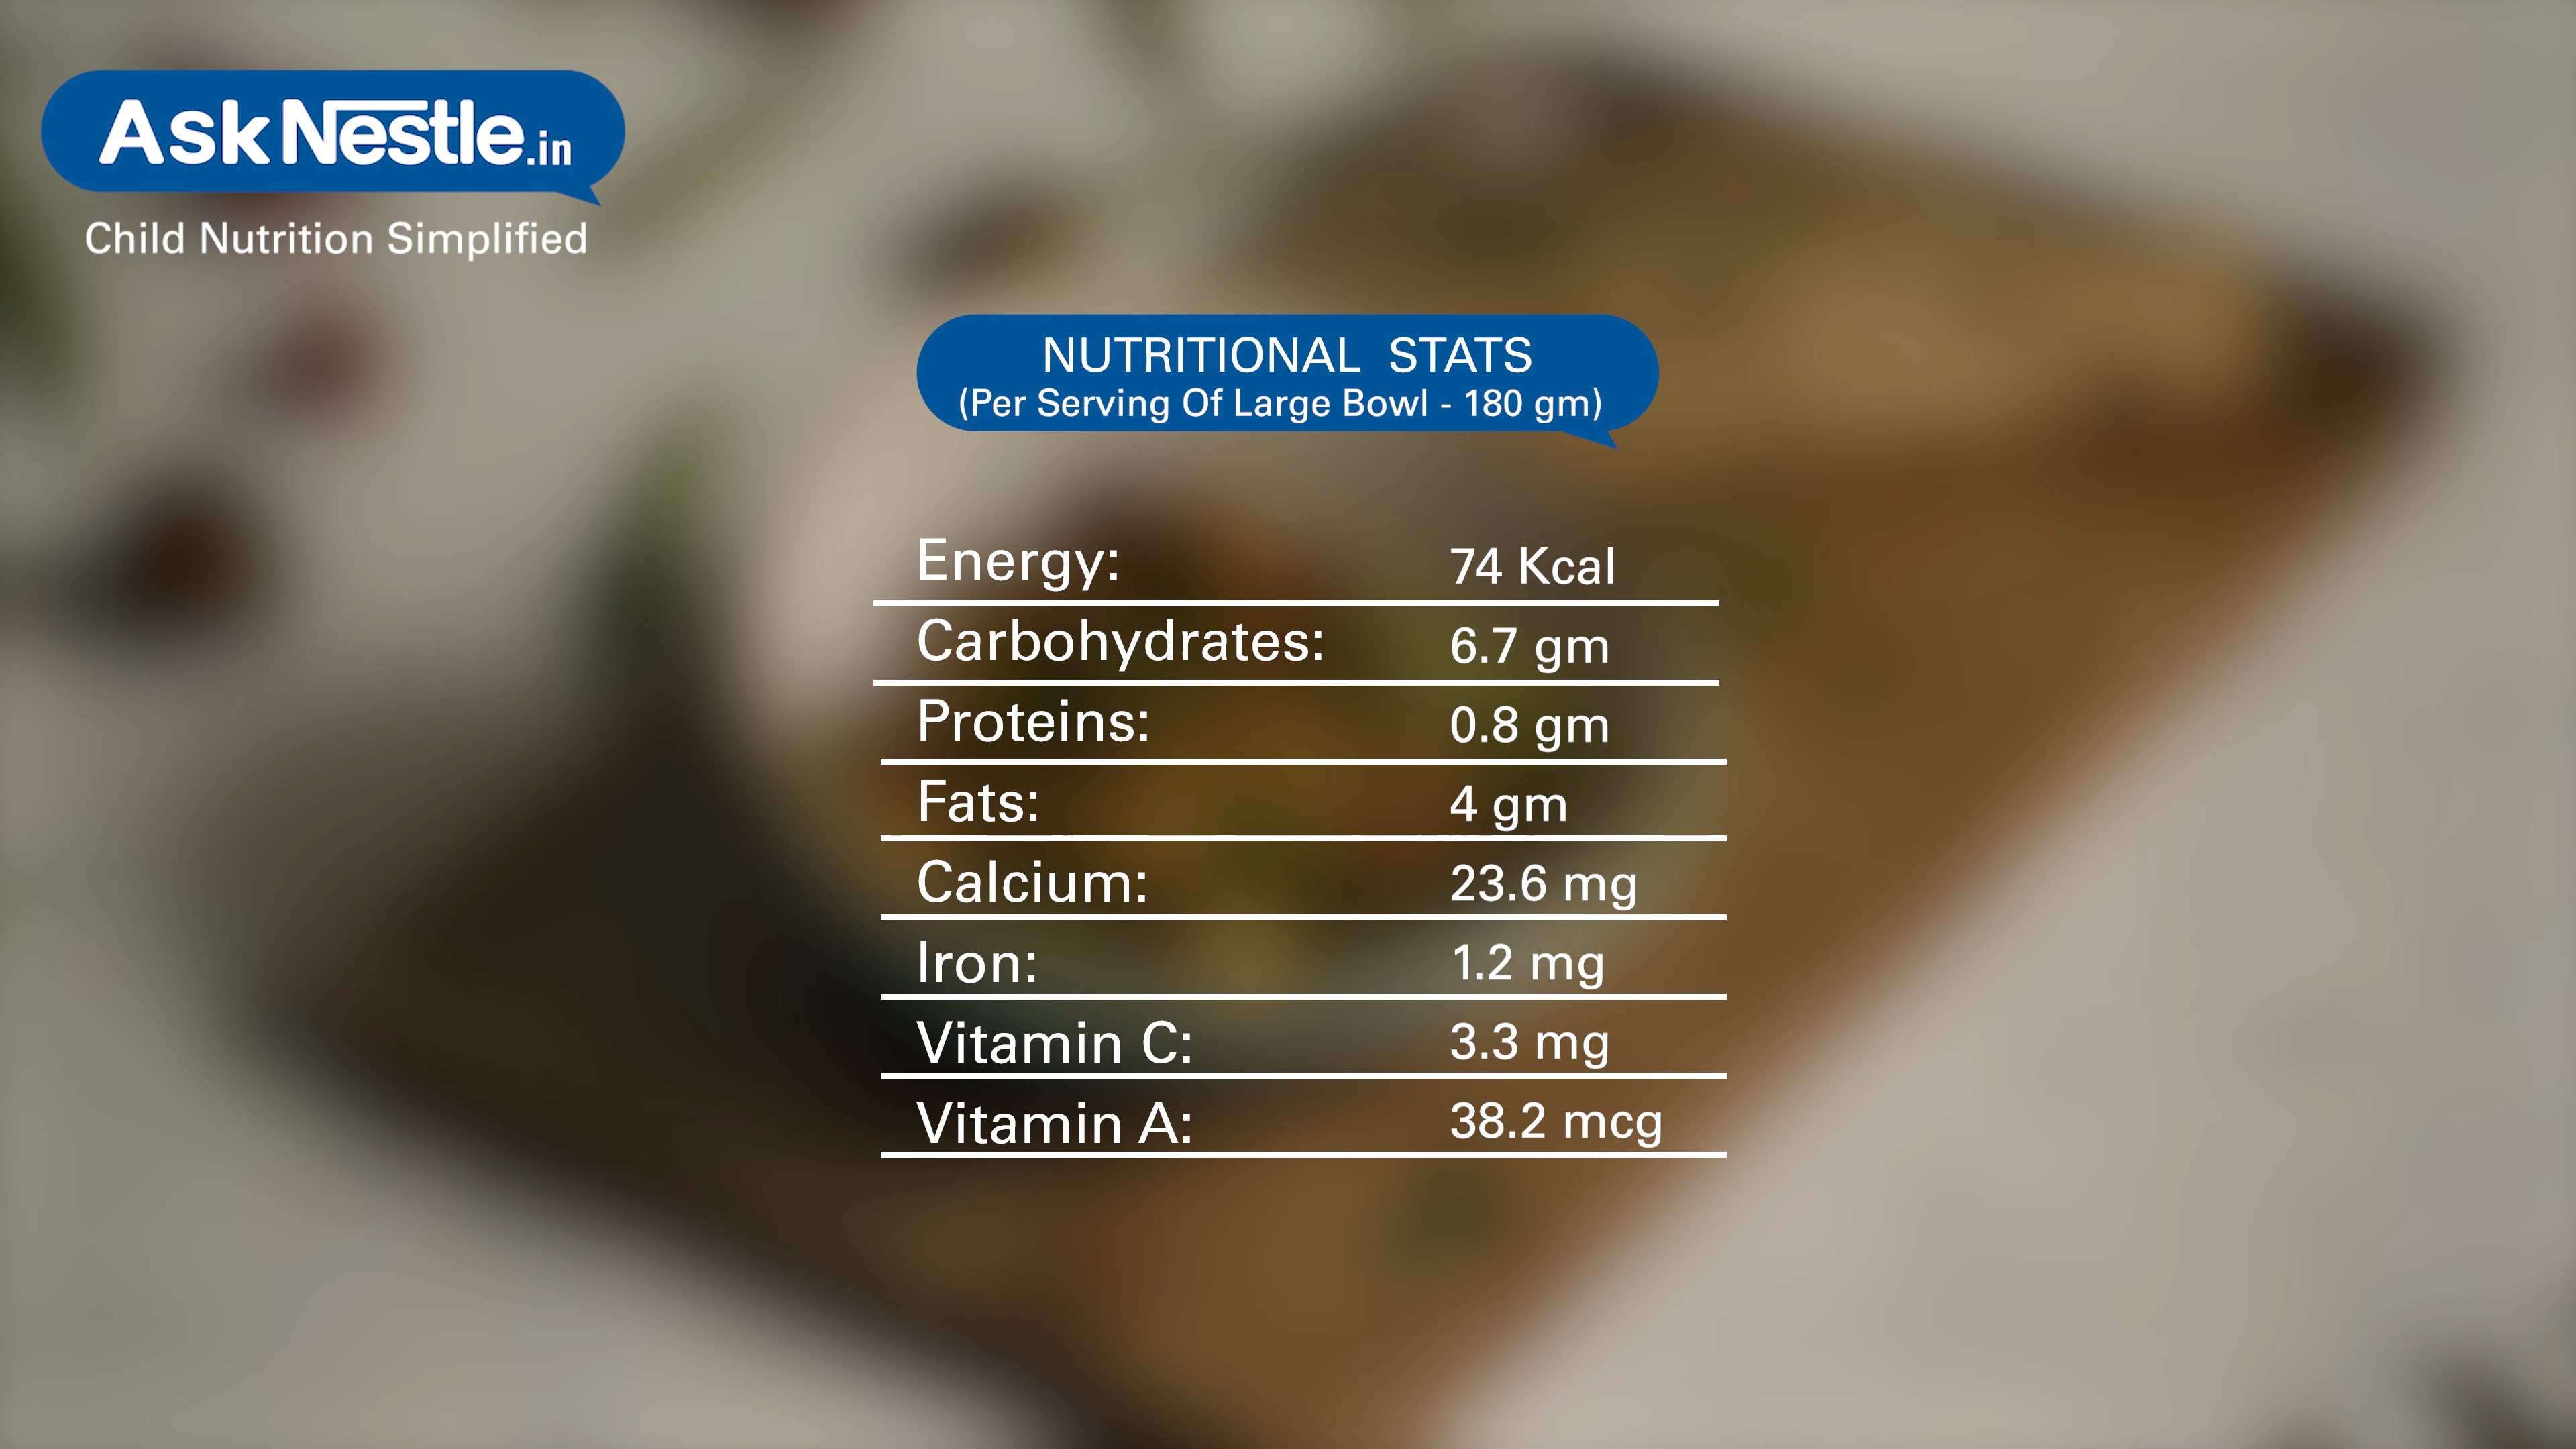 AskNestle.in
Child Nutrition Simplified
NUTRITIONAL STATS
(Per Serving Of Large Bowl - 180 gm)
Energy: 74 Kcal
Carbohydrates: 6.7 gm
Proteins: 0.8 gm
Fats: 4 gm
Calcium: 23.6 mg
Iron: 1.2 mg
Vitamin C: 3.3 mg
Vitamin A: 38.2 mcg